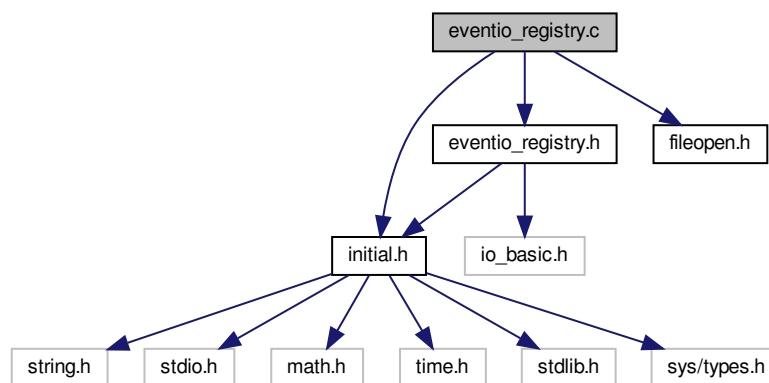 eventio_registry.c
eventio_registry.h
fileopen.h
initial.h
io_basic.h
string.h
stdio.h
math.h
time.h
stdlib.h
sys/types.h